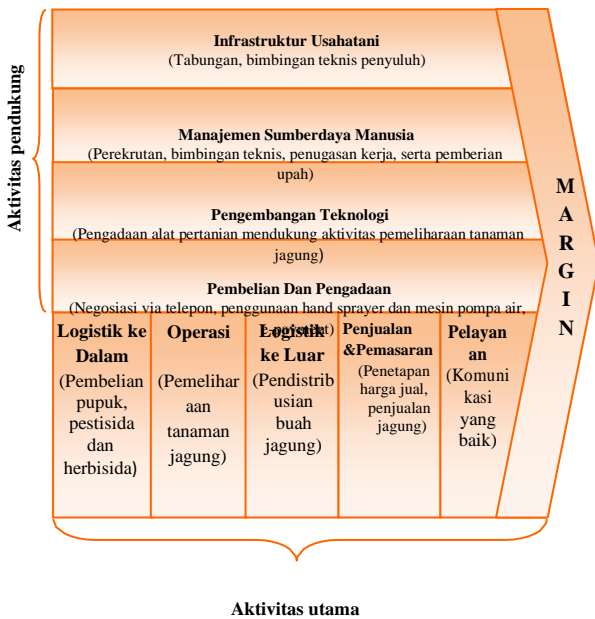 Aktivitas pendukung
Infrastruktur Usahatani
(Tabungan, bimbingan teknis penyuluh)
Manajemen Sumberdaya Manusia
(Perekrutan, bimbingan teknis, penugasan kerja, serta pemberian
upah)
Pengembangan Teknologi
(Pengadaan alat pertanian mendukung aktivitas pemeliharaan tanaman
jagung)
Pembelian Dan Pengadaan
(Negosiasi via telepon, penggunaan hand sprayer dan mesin pompa air,
e-payment)
Logistik ke
Dalam
(Pembelian
pupuk,
pestisida
dan
herbisida)
Operasi
(Pemelihar
aan
tanaman
jagung)
Logistik
ke Luar
(Pendistrib
usian
buah
jagung)
Penjualan
&Pemasaran
(Penetapan
harga jual,
penjualan
jagung)
Pelayan
an
(Komuni
kasi
yang
baik)
M
A
R
G
I
N
Aktivitas utama